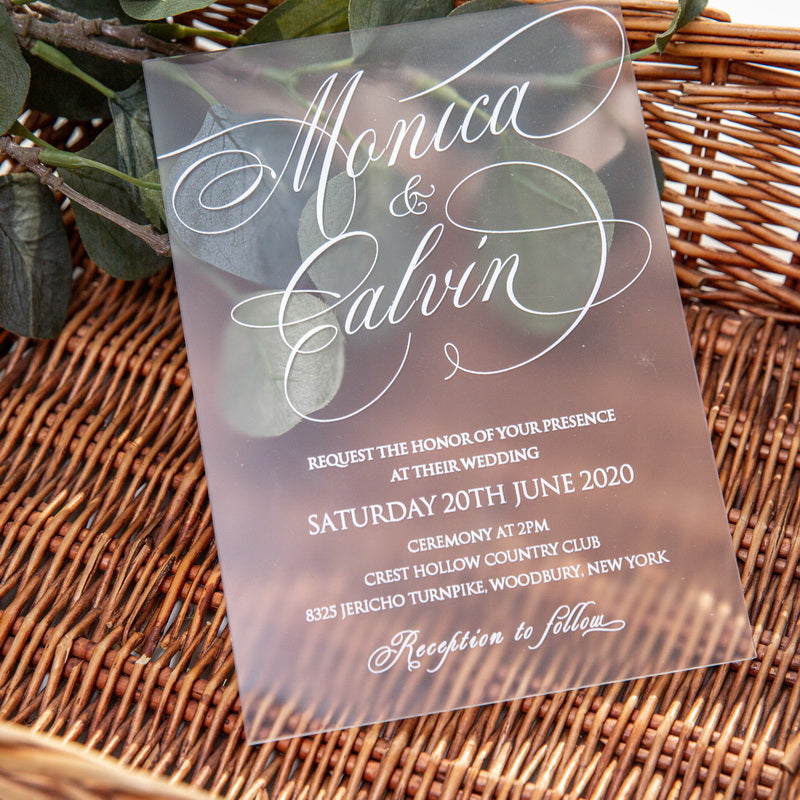 Monica
&
Calvin
REQUEST THE HONOR OF YOUR PRESENCE
AT THEIR WEDDING
SATURDAY 20TH JUNE 2020
CEREMONY AT 2PM
CREST HOLLOW COUNTRY CLUB
8325 JERICHO TURNPIKE, WOODBURY, NEW YORK
Reception to follow